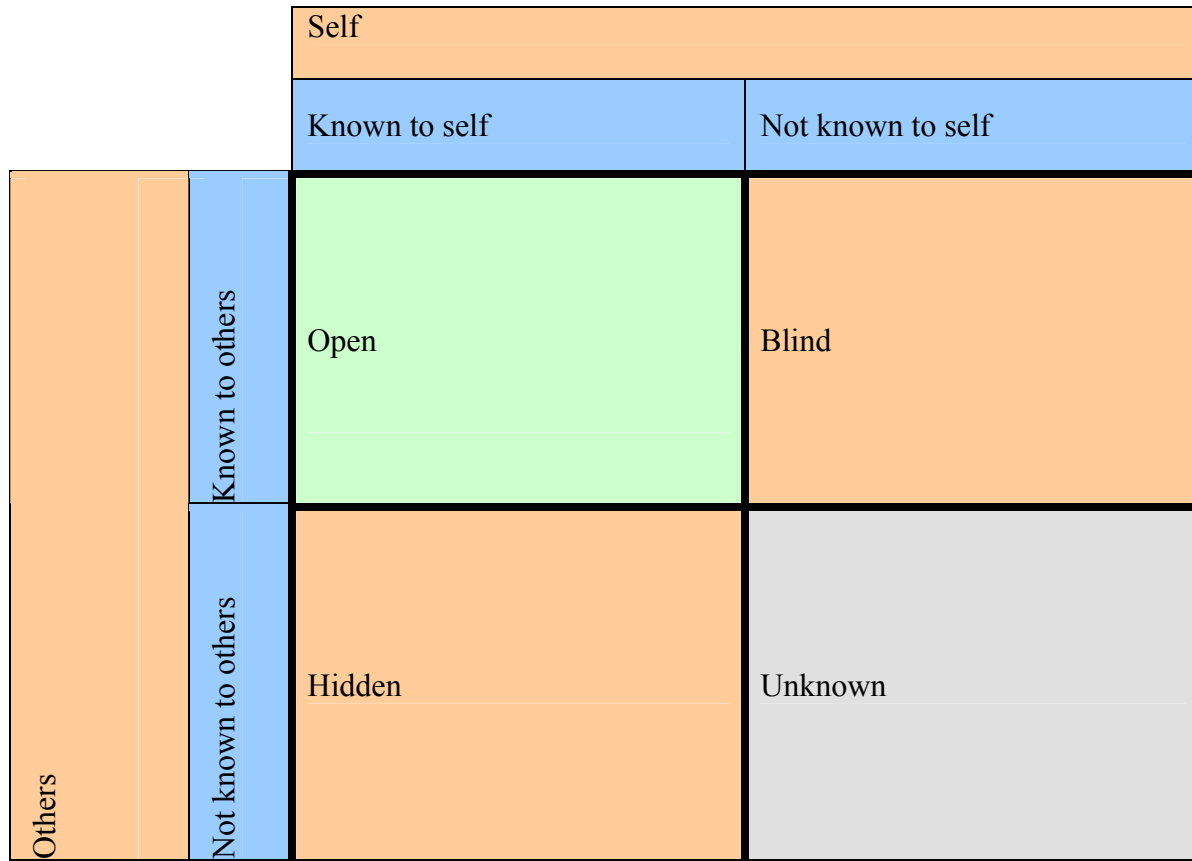 Self
Known to self
Not known to self
Known to others
Open
Blind
Others
Not known to others
Hidden
Unknown